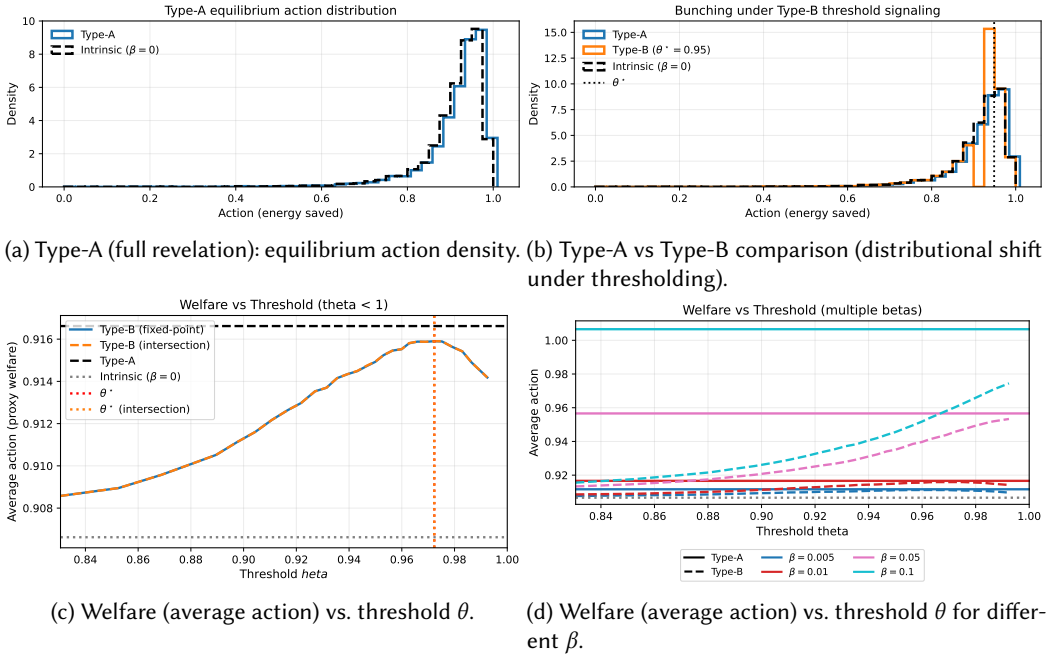 Type-A equilibrium action distribution
10
8
6
4
2
0
Density
Type-A
Intrinsic (β = 0)
0.0 0.2 0.4 0.6 0.8 1.0
Action (energy saved)
Bunching under Type-B threshold signaling
15.0
12.5
10.0
7.5
5.0
2.5
0.0
Density
Type-A
Type-B (θ* = 0.95)
Intrinsic (β = 0)
θ*
0.0 0.2 0.4 0.6 0.8 1.0
Action (energy saved)
(a) Type-A (full revelation): equilibrium action density.
(b) Type-A vs Type-B comparison (distributional shift
under thresholding).
Welfare vs Threshold (theta < 1)
0.916
0.914
0.912
0.910
0.908
Average action (proxy welfare)
Type-B (fixed-point)
Type-B (intersection)
Type-A
Intrinsic (β = 0)
θ*
θ* (intersection)
0.84 0.86 0.88 0.90 0.92 0.94 0.96 0.98 1.00
Threshold heta
Welfare vs Threshold (multiple betas)
1.00
0.98
0.96
0.94
0.92
Average action
0.84 0.86 0.88 0.90 0.92 0.94 0.96 0.98 1.00
Threshold theta
Type-A β = 0.005 β = 0.05
Type-B β = 0.01 β = 0.1
(c) Welfare (average action) vs. threshold θ.
(d) Welfare (average action) vs. threshold θ for differ-
ent β.